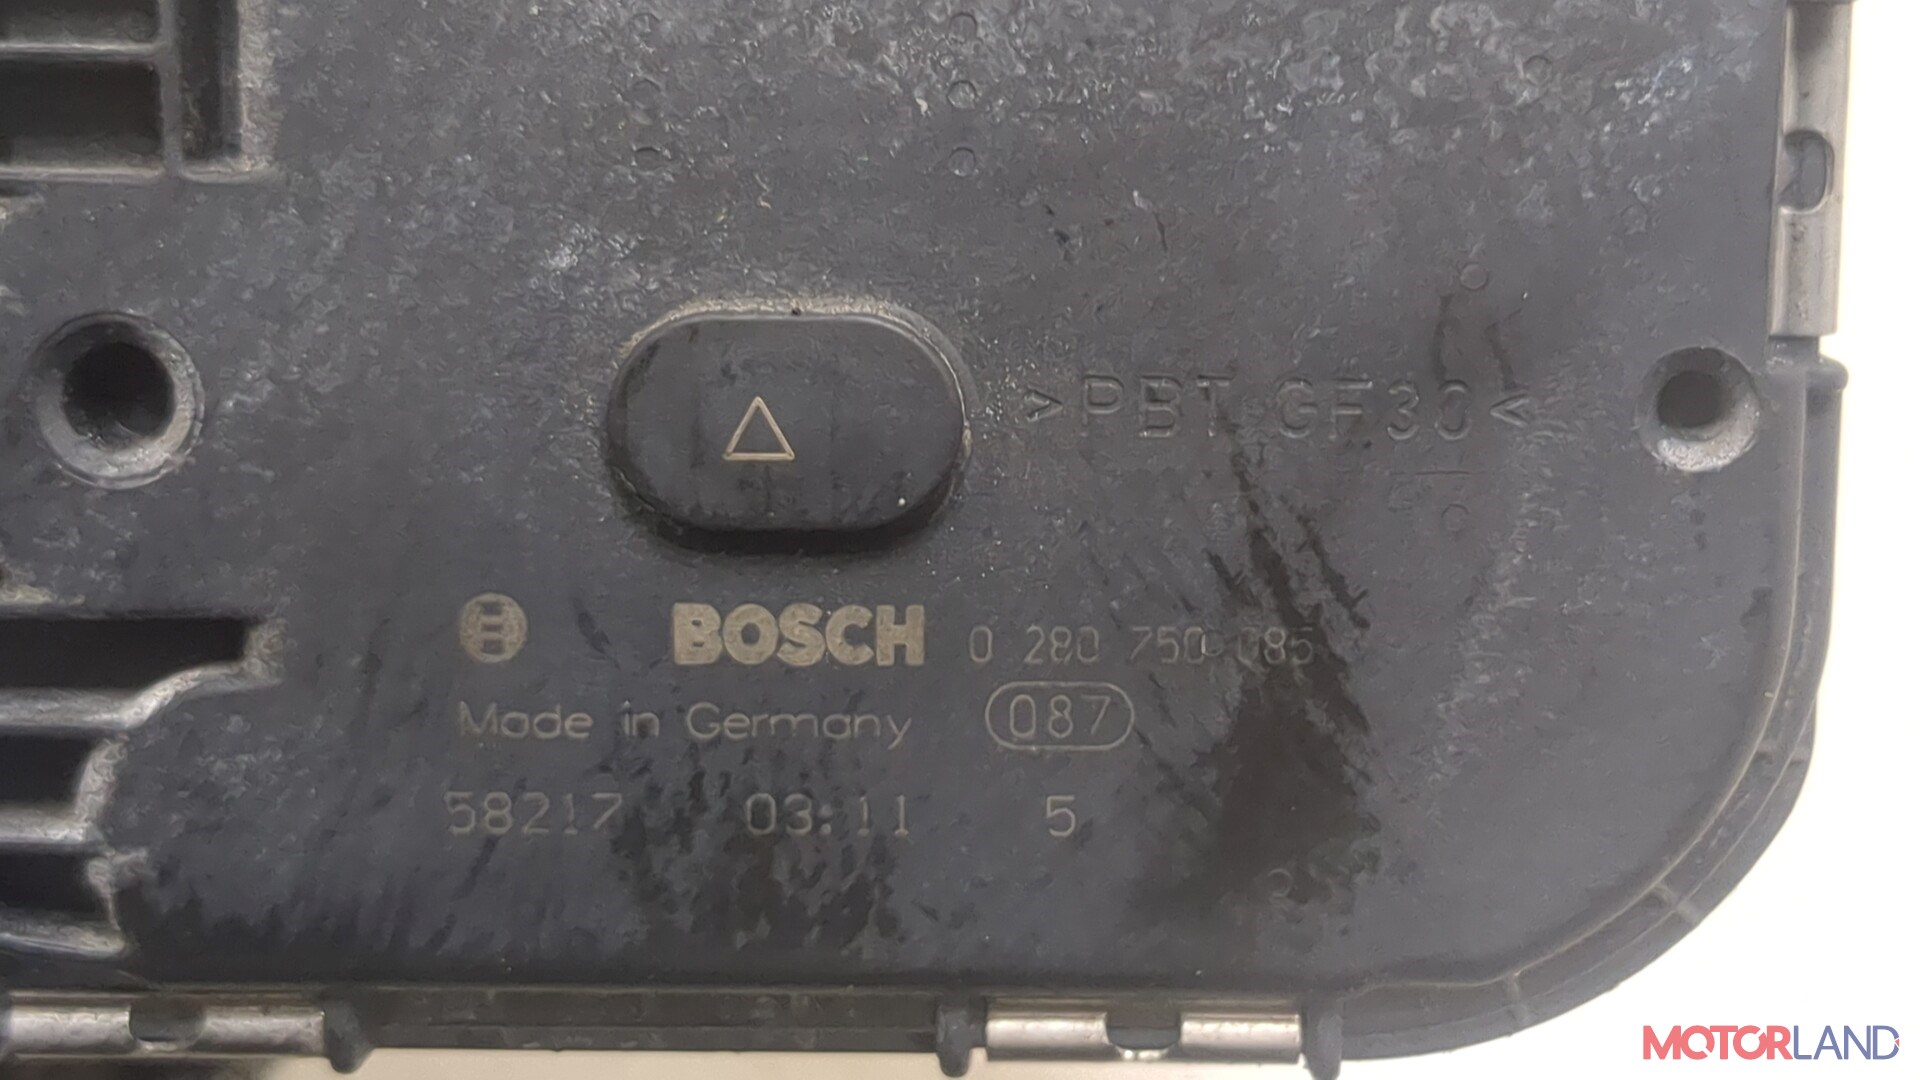 >PBT GF30<
BOSCH 0 280 750 085
Made in Germany 087
58217 03:11 5
MOTORLAND